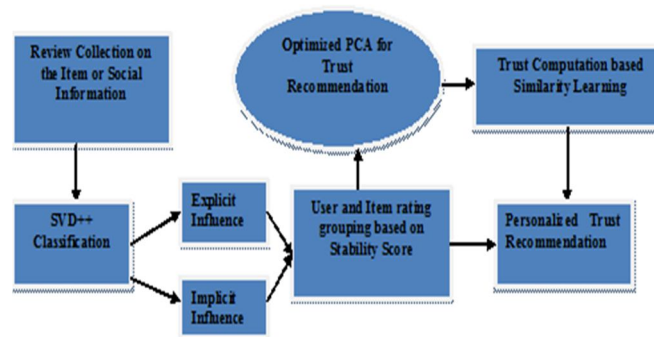 Review Collection on
the Item or Social
Information
Optimized PCA for
Trust
Recommendation
Trust Computation based
Similarity Learning
SVD++
Classification
Explicit
Influence
Implicit
Influence
User and Item rating
grouping based on
Stability Score
Personalized Trust
Recommendation